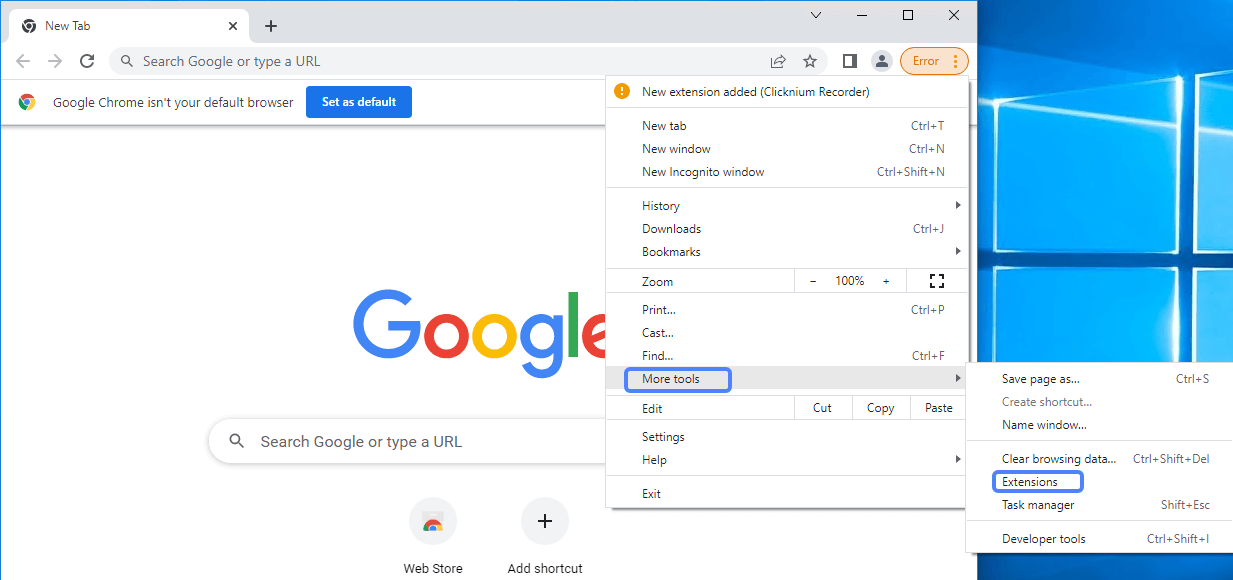 New Tab
Search Google or type a URL
Error
Google Chrome isn't your default browser
Set as default
New extension added (Clicknium Recorder)
New tab Ctrl+T
New window Ctrl+N
New Incognito window Ctrl+Shift+N
History
Downloads Ctrl+J
Bookmarks
Zoom − 100% +
Print... Ctrl+P
Cast...
Find... Ctrl+F
More tools
Edit Cut Copy Paste
Settings
Help
Exit
Save page as... Ctrl+S
Create shortcut...
Name window...
Clear browsing data... Ctrl+Shift+Del
Extensions
Task manager Shift+Esc
Developer tools Ctrl+Shift+I
Google
Search Google or type a URL
Web Store
Add shortcut